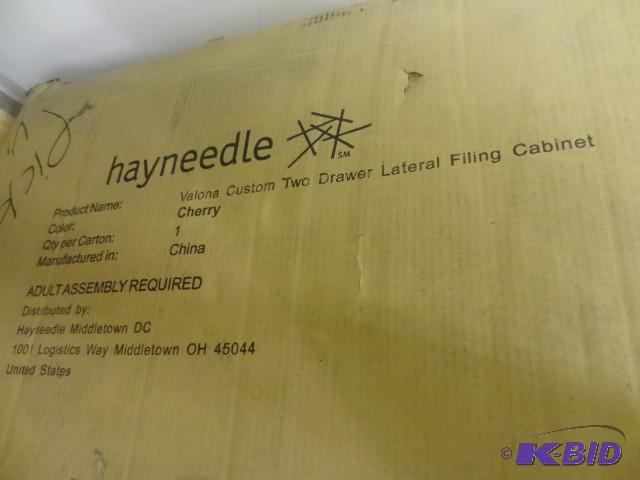 hayneedle SM
Product Name: Valona Custom Two Drawer Lateral Filing Cabinet
Color: Cherry
Qty per Carton: 1
Manufactured in: China
ADULT ASSEMBLY REQUIRED
Distributed by:
Hayneedle Middletown DC
1001 Logistics Way Middletown OH 45044
United States
© K-BID